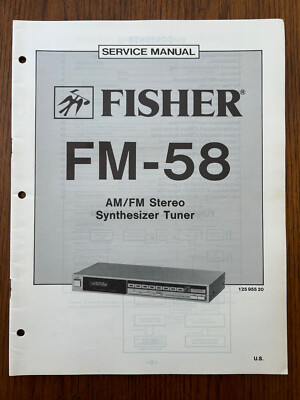 SERVICE MANUAL
FISHER®
FM-58
AM/FM Stereo
Synthesizer Tuner
125 955 20
U.S.